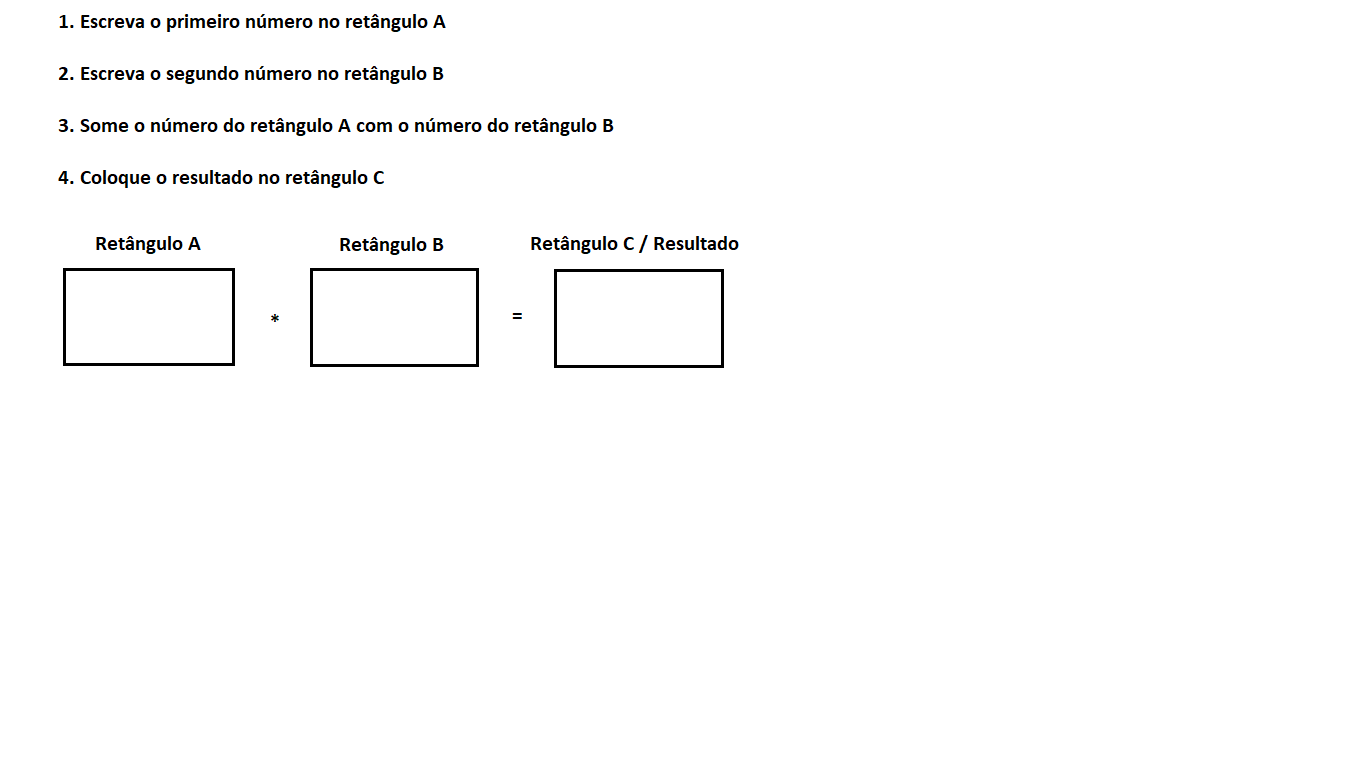 1. Escreva o primeiro número no retângulo A
2. Escreva o segundo número no retângulo B
3. Some o número do retângulo A com o número do retângulo B
4. Coloque o resultado no retângulo C
Retângulo A Retângulo B Retângulo C / Resultado
* =